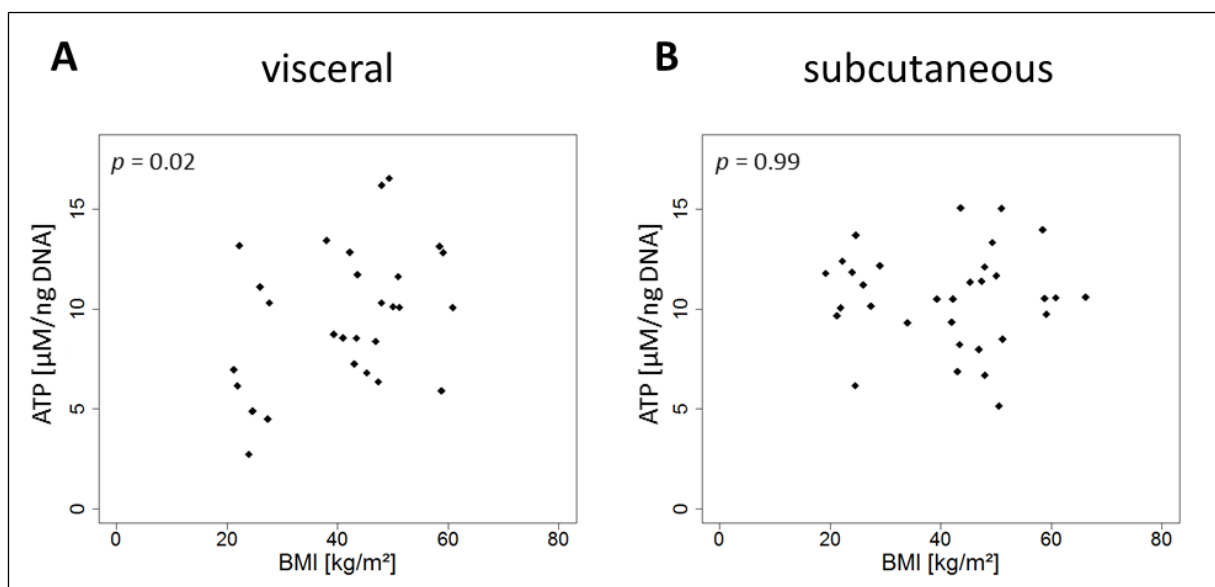 A
visceral
p = 0.02
ATP [µM/ng DNA]
15
10
5
0
0 20 40 60 80
BMI [kg/m²]
B
subcutaneous
p = 0.99
ATP [µM/ng DNA]
15
10
5
0
0 20 40 60 80
BMI [kg/m²]